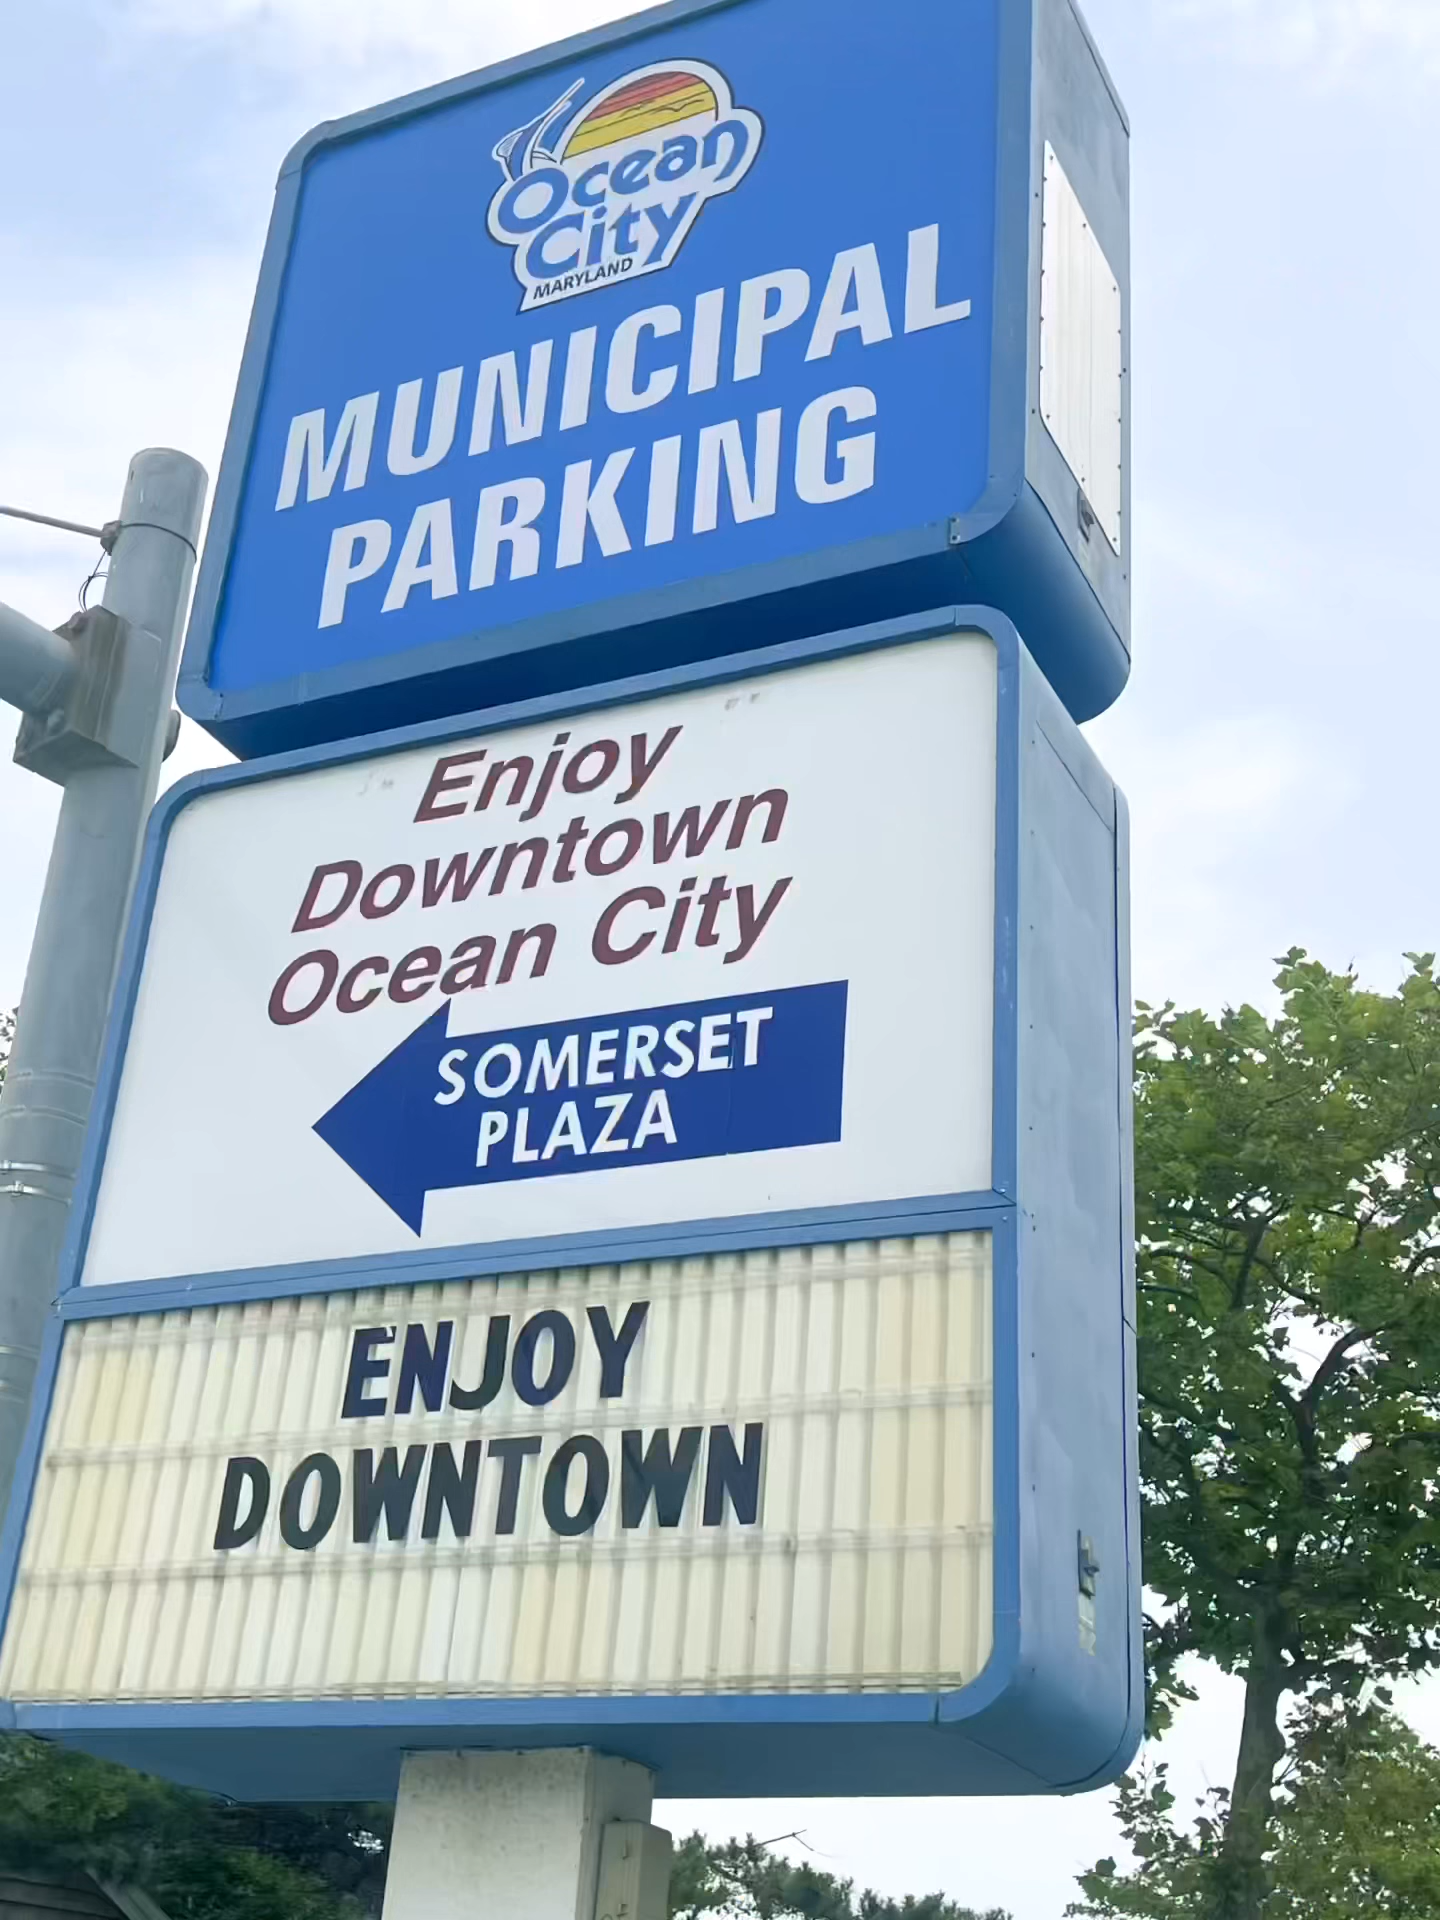 Ocean
City
MARYLAND
MUNICIPAL
PARKING
Enjoy
Downtown
Ocean City
SOMERSET
PLAZA
ENJOY
DOWNTOWN